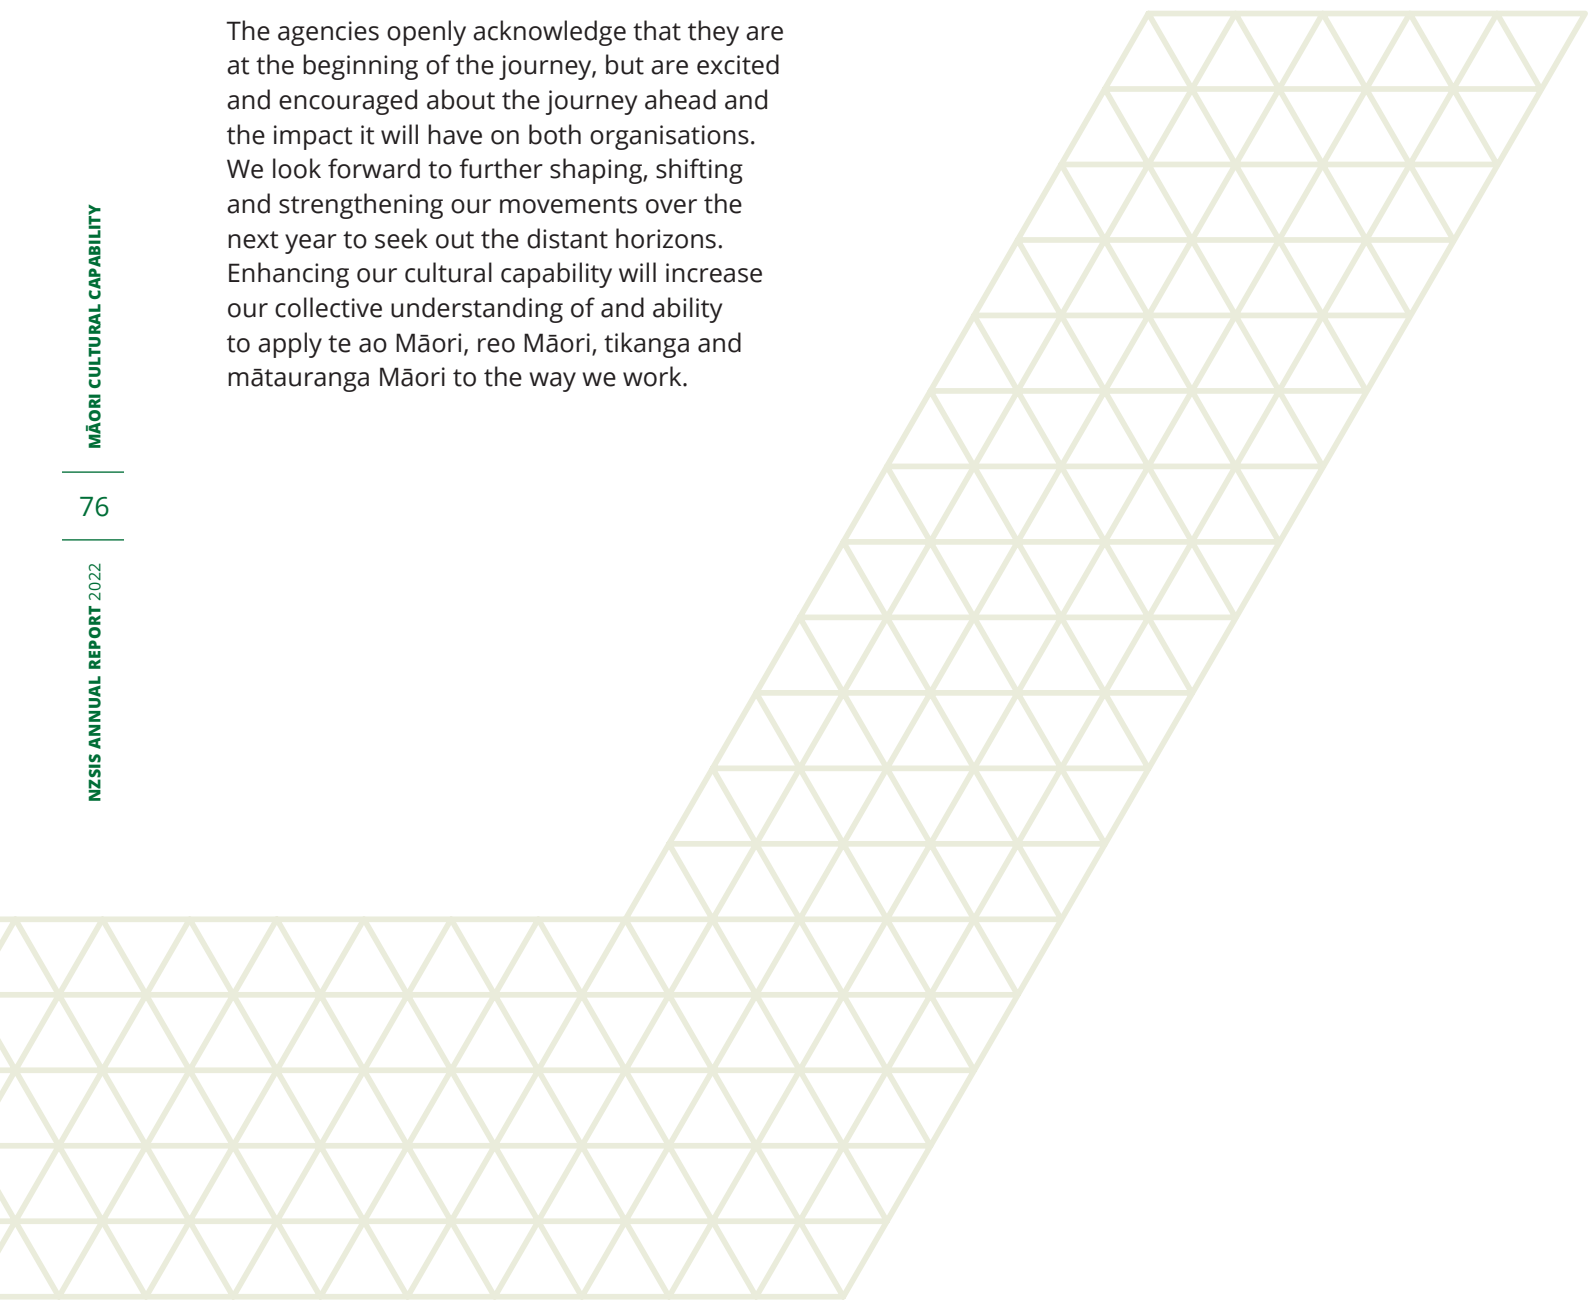 The agencies openly acknowledge that they are
at the beginning of the journey, but are excited
and encouraged about the journey ahead and
the impact it will have on both organisations.
We look forward to further shaping, shifting
and strengthening our movements over the
next year to seek out the distant horizons.
Enhancing our cultural capability will increase
our collective understanding of and ability
to apply te ao Māori, reo Māori, tikanga and
mātauranga Māori to the way we work.
MĀORI CULTURAL CAPABILITY
76
NZSIS ANNUAL REPORT 2022